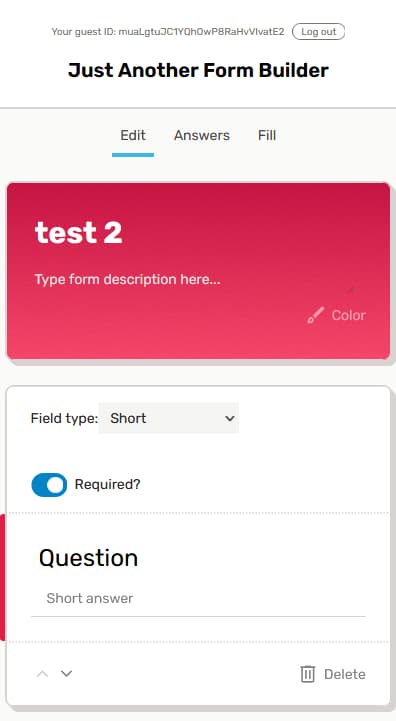 Your guest ID: muaLgtuJC1YQhOwP8RaHvVIvatE2 Log out
Just Another Form Builder
Edit Answers Fill
test 2
Type form description here...
Color
Field type: Short
Required?
Question
Short answer
Delete